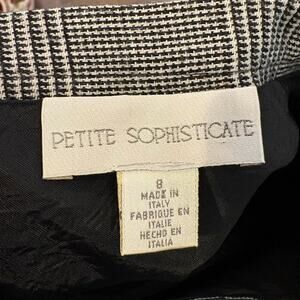 PETITE SOPHISTICATE
8
MADE IN
ITALY
FABRIQUE EN
ITALIE
HECHO EN
ITALIA